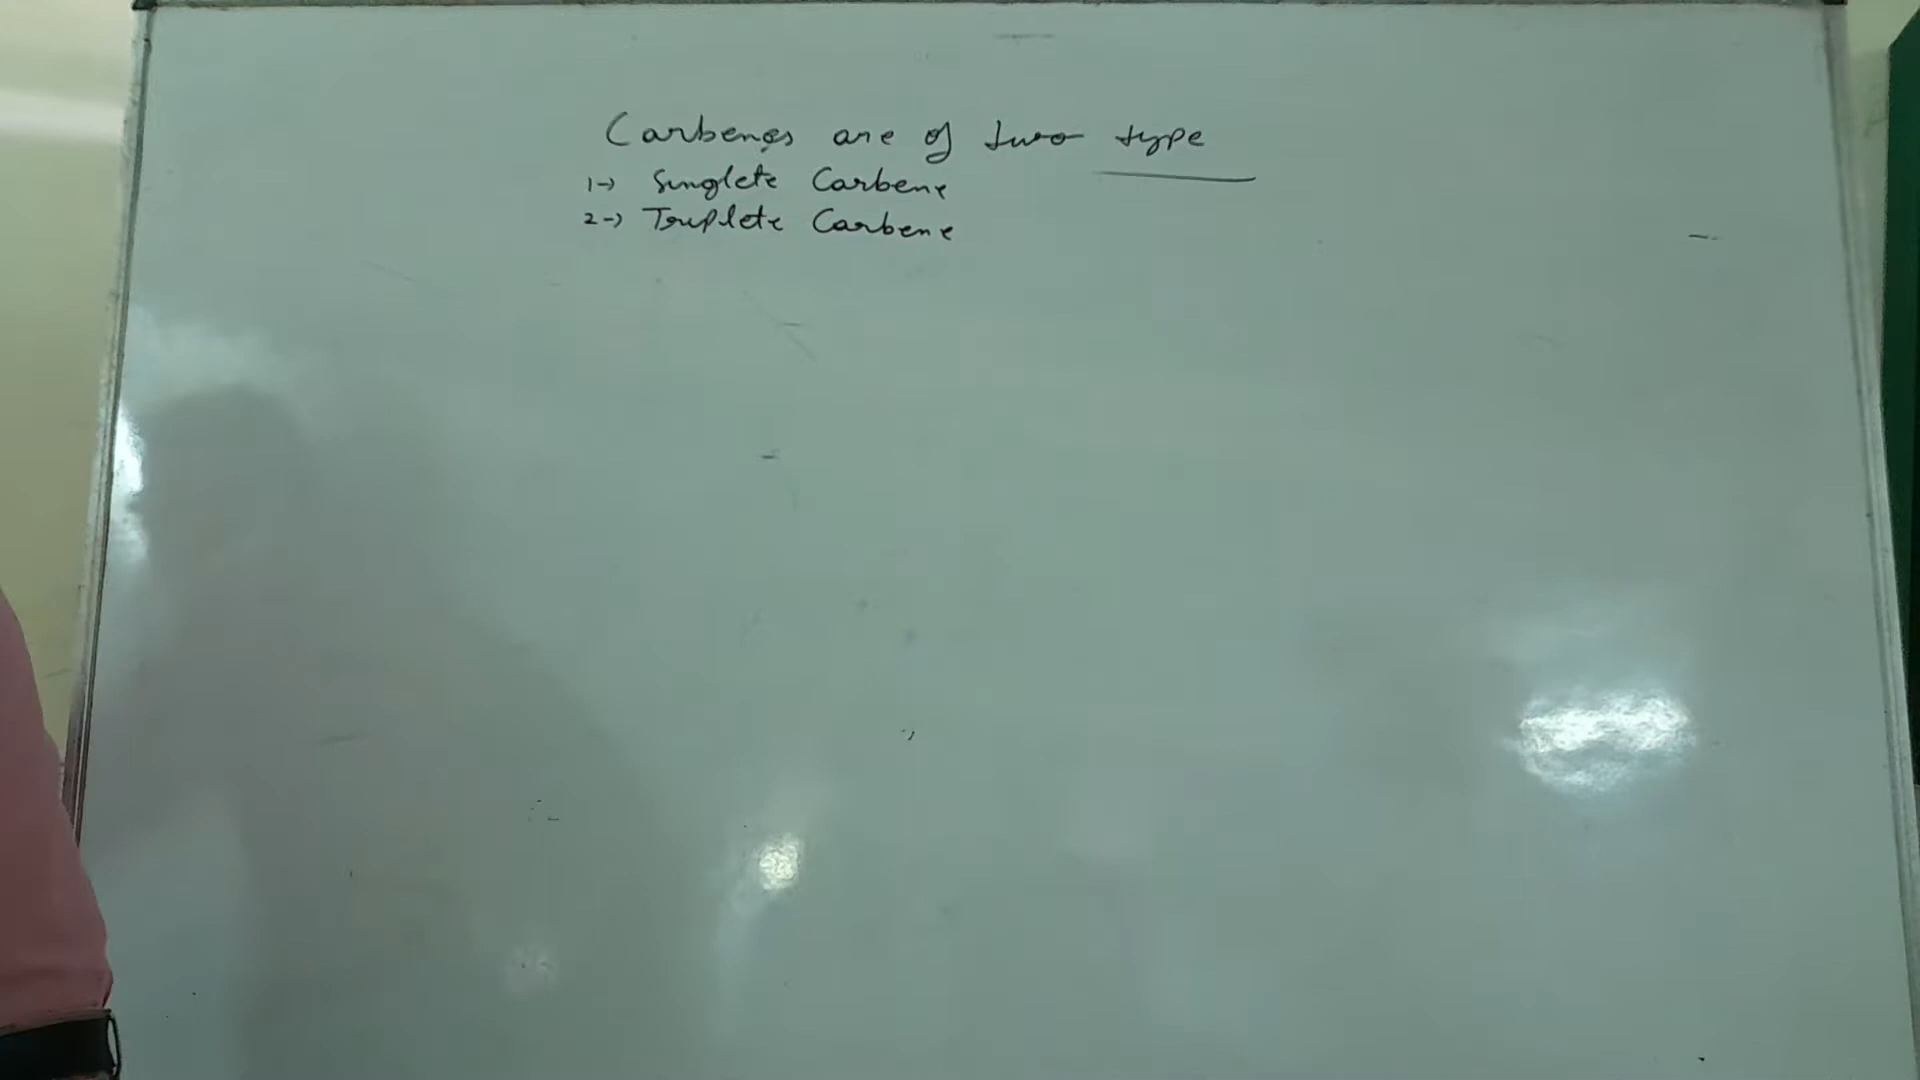 Carbenes are of two type
1-> Singlete Carbene
2-> Triplete Carbene